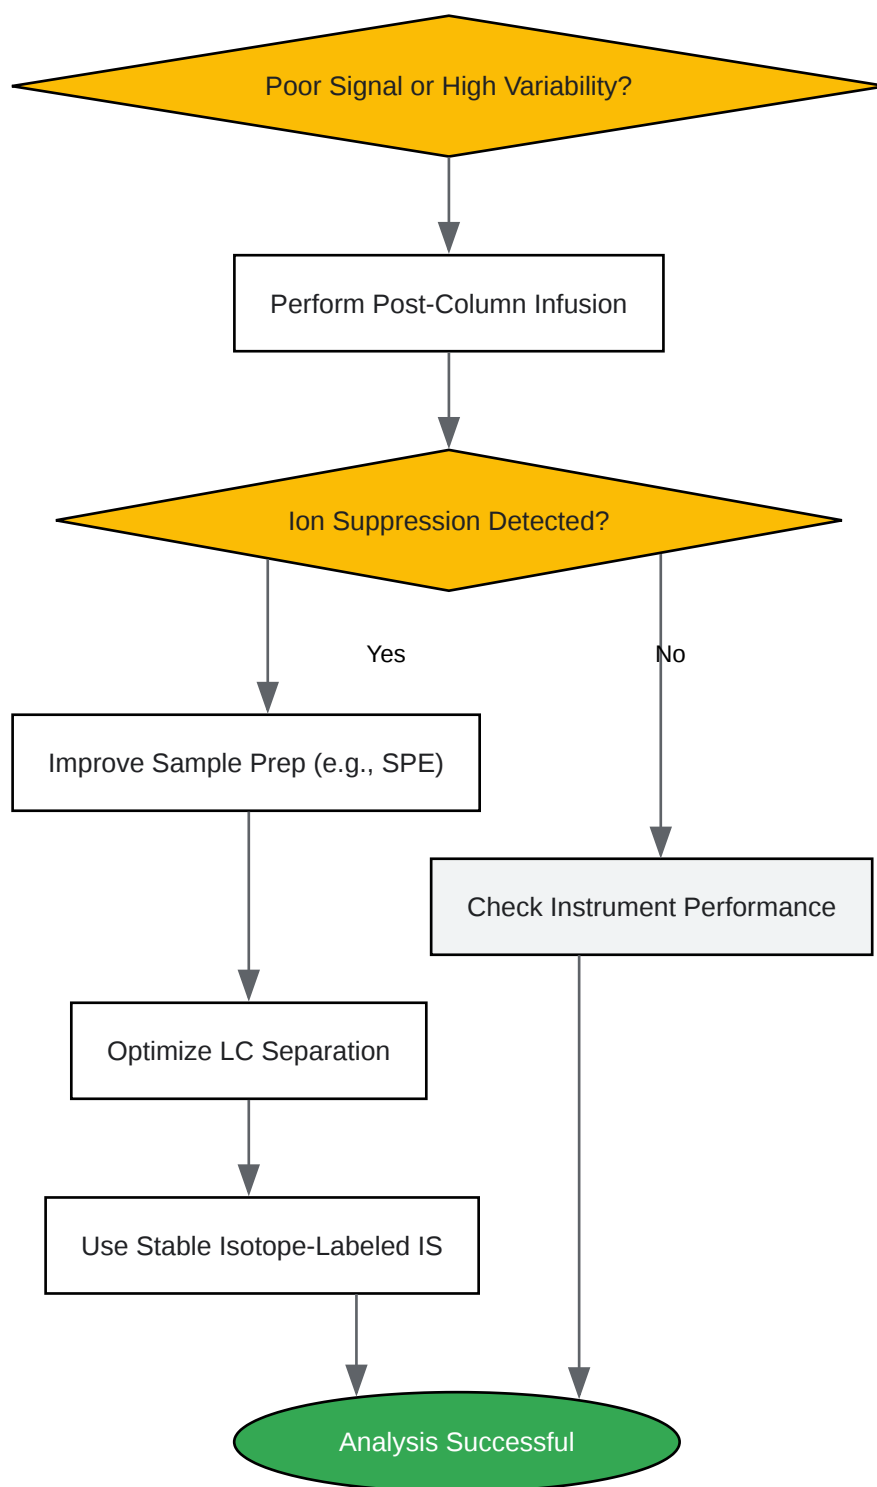 Poor Signal or High Variability?
Perform Post-Column Infusion
Ion Suppression Detected?
Yes
No
Improve Sample Prep (e.g., SPE)
Check Instrument Performance
Optimize LC Separation
Use Stable Isotope-Labeled IS
Analysis Successful